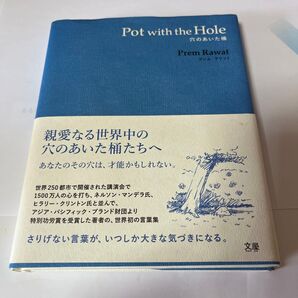 Pot with the Hole
穴のあいた桶
Prem Rawat
プレム・ラワット
親愛なる世界中の
穴のあいた桶たちへ
あなたのその穴は、才能かもしれない。
世界250都市で開催された講演会で
1500万人の心を打ち、ネルソン・マンデラ氏、
ヒラリー・クリントン氏と並んで、
アジア・パシフィック・ブランド財団より
特別功労賞を受賞した著者の、世界初の言葉集
さりげない言葉が、いつしか大きな気づきになる。
文屋